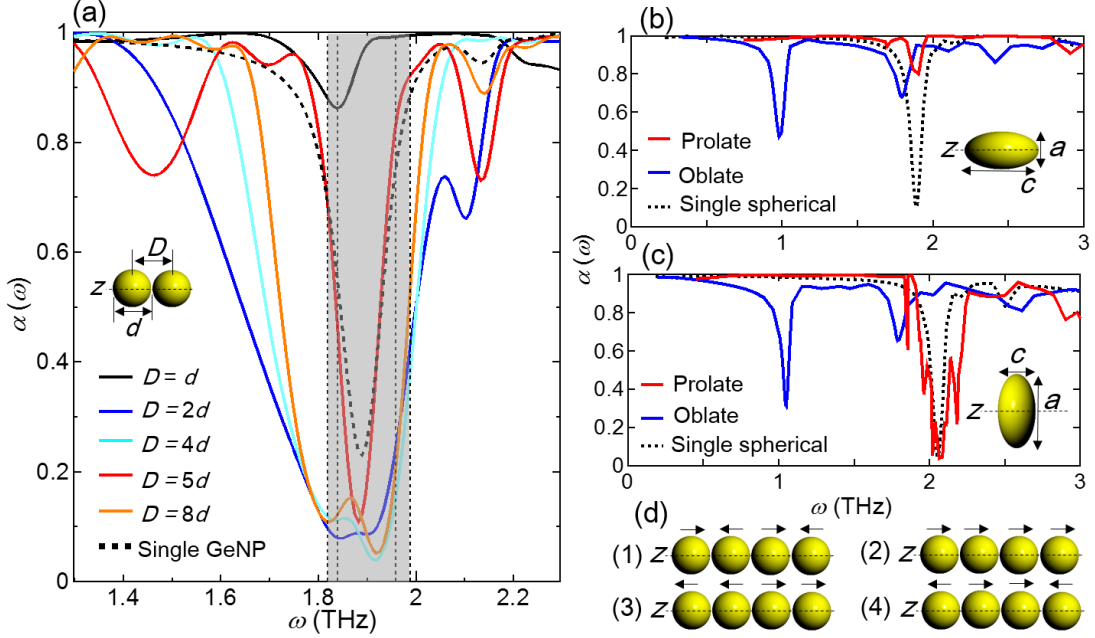 (a)
1
0.8
0.6
0.4
0.2
0
α (ω)
1.4
1.6
1.8
2
2.2
ω (THz)
D
z
d
D = d
D = 2d
D = 4d
D = 5d
D = 8d
Single GeNP
(b)
1
0.8
0.6
0.4
0.2
0
0
1
2
3
Prolate
Oblate
Single spherical
z
a
c
α (ω)
(c)
1
0.8
0.6
0.4
0.2
0
0
1
2
3
Prolate
Oblate
Single spherical
c
z
a
ω (THz)
(d)
(1) z
(2) z
(3) z
(4) z